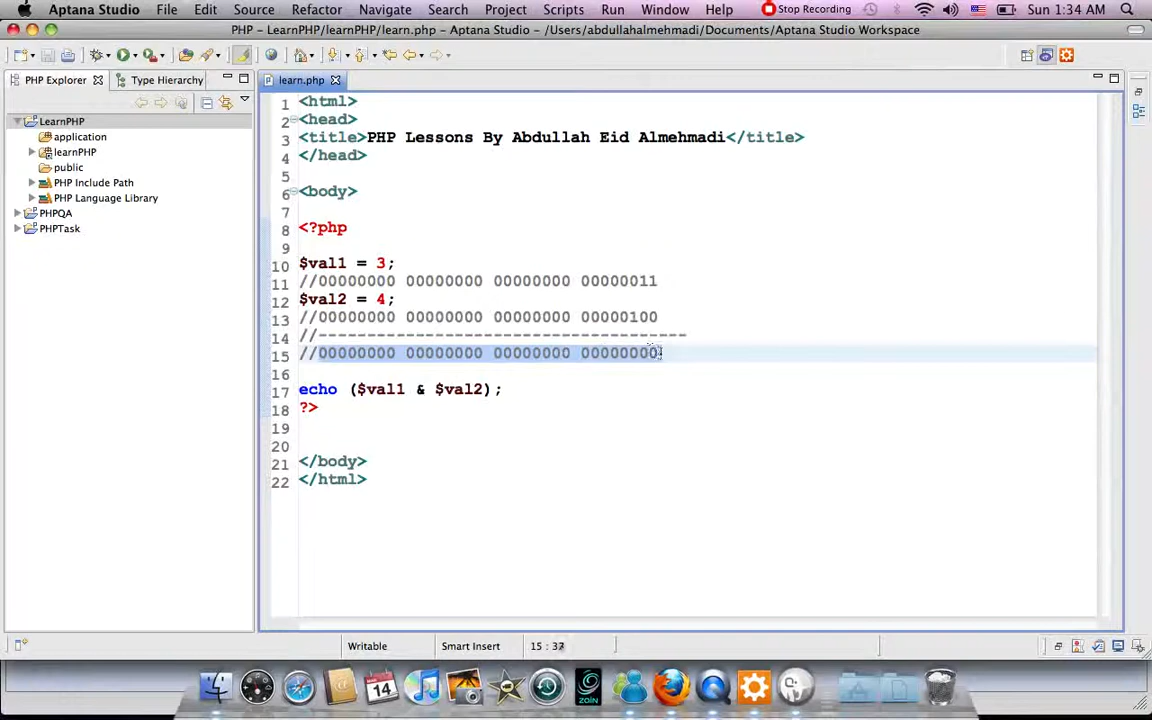 Aptana Studio File Edit Source Refactor Navigate Search Project Scripts Run Window Help Stop Recording Sun 1:34 AM
PHP - LearnPHP/learnPHP/learn.php - Aptana Studio - /Users/abdullahalmehmadi/Documents/Aptana Studio Workspace
PHP Explorer Type Hierarchy learn.php
LearnPHP
application
learnPHP
public
PHP Include Path
PHP Language Library
PHPQA
PHPTask
1 <html>
2 <head>
3 <title>PHP Lessons By Abdullah Eid Almehmadi</title>
4 </head>
5
6 <body>
7
8 <?php
9
10 $val1 = 3;
11 //00000000 00000000 00000000 00000011
12 $val2 = 4;
13 //00000000 00000000 00000000 00000100
14 //--------------------------------------
15 //00000000 00000000 00000000 00000000
16
17 echo ($val1 & $val2);
18 ?>
19
20
21 </body>
22 </html>
Writable Smart Insert 15 : 37
JUL
14
ZOIN